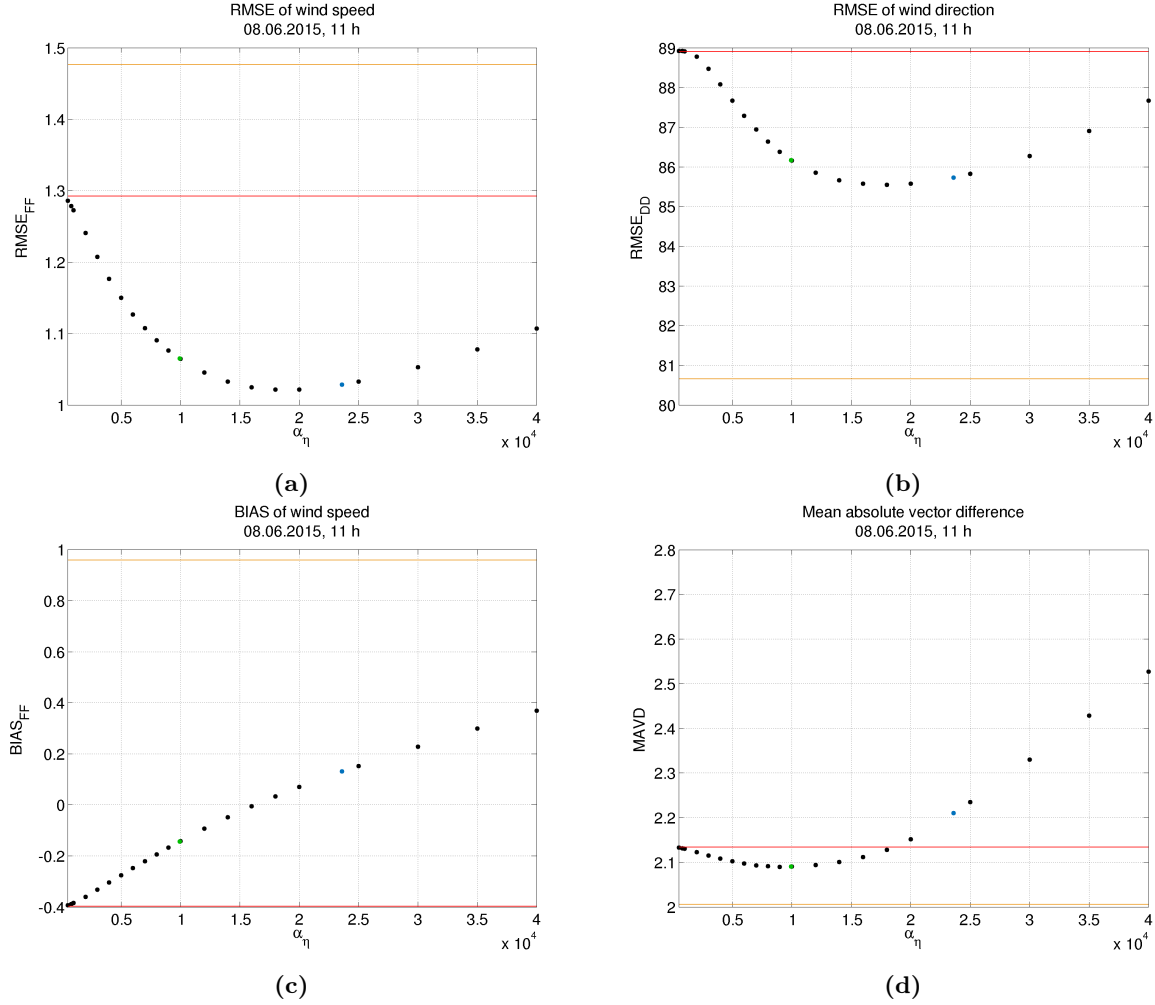 RMSE of wind speed
08.06.2015, 11 h
1.5
1.4
1.3
1.2
1.1
1
RMSE_FF
0.5 1 1.5 2 2.5 3 3.5 4
α_η
x 10^4
(a)
RMSE of wind direction
08.06.2015, 11 h
89
88
87
86
85
84
83
82
81
80
RMSE_DD
0.5 1 1.5 2 2.5 3 3.5 4
α_η
x 10^4
(b)
BIAS of wind speed
08.06.2015, 11 h
1
0.8
0.6
0.4
0.2
0
-0.2
-0.4
BIAS_FF
0.5 1 1.5 2 2.5 3 3.5 4
α_η
x 10^4
(c)
Mean absolute vector difference
08.06.2015, 11 h
2.8
2.7
2.6
2.5
2.4
2.3
2.2
2.1
2
MAVD
0.5 1 1.5 2 2.5 3 3.5 4
α_η
x 10^4
(d)